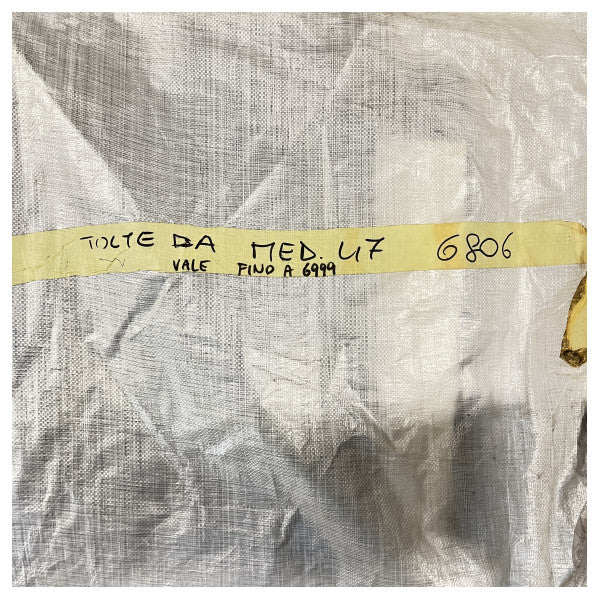 TOLTE DA MED. 47 6806
VALE FINO A 6999